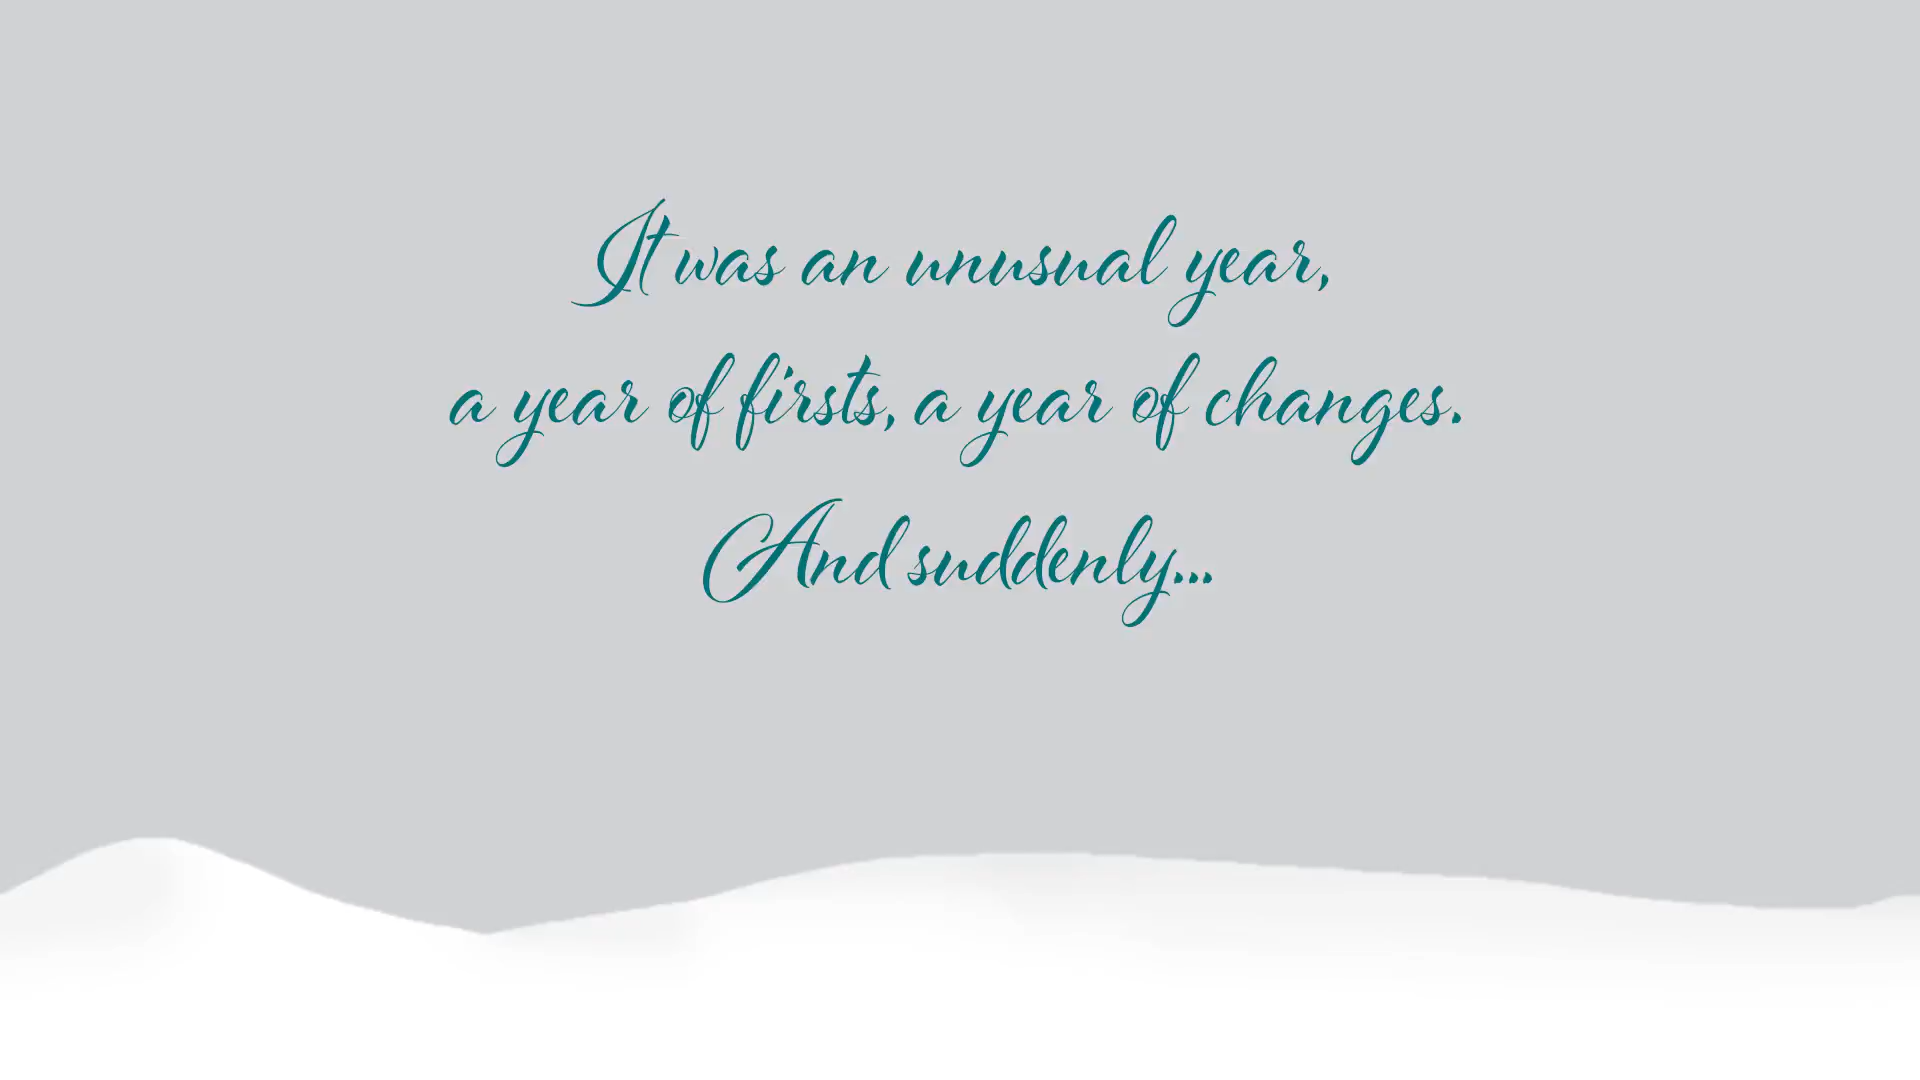 It was an unusual year,
a year of firsts, a year of changes.
And suddenly...